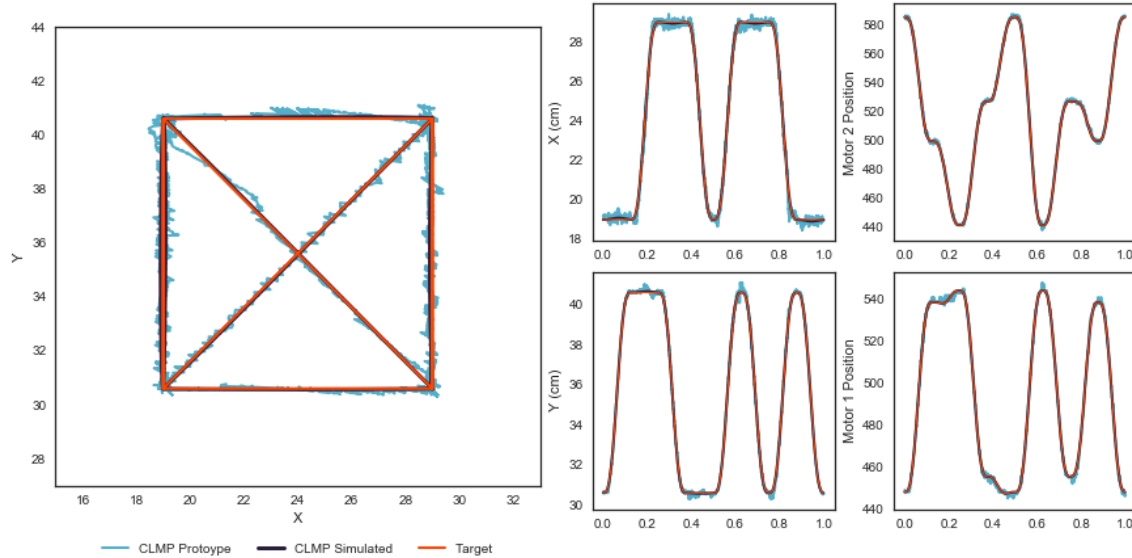 44
42
40
38
36
34
32
30
28
Y
16 18 20 22 24 26 28 30 32
X
CLMP Protoype CLMP Simulated Target
28
26
24
22
20
18
X (cm)
0.0 0.2 0.4 0.6 0.8 1.0
580
560
540
520
500
480
460
440
Motor 2 Position
0.0 0.2 0.4 0.6 0.8 1.0
40
38
36
34
32
30
Y (cm)
0.0 0.2 0.4 0.6 0.8 1.0
540
520
500
480
460
440
Motor 1 Position
0.0 0.2 0.4 0.6 0.8 1.0